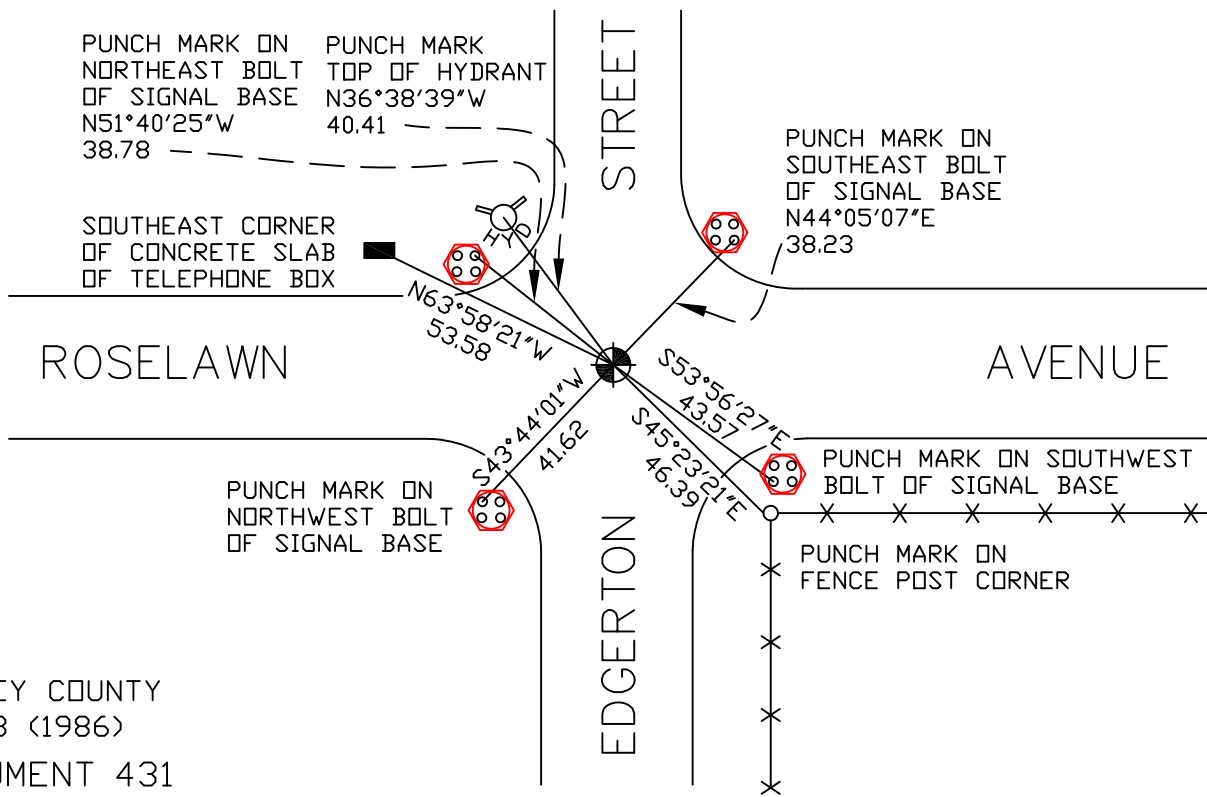 PUNCH MARK ON
NORTHEAST BOLT
OF SIGNAL BASE
N51°40'25"W
38.78
PUNCH MARK
TOP OF HYDRANT
N36°38'39"W
40.41
STREET
PUNCH MARK ON
SOUTHEAST BOLT
OF SIGNAL BASE
N44°05'07"E
38.23
SOUTHEAST CORNER
OF CONCRETE SLAB
OF TELEPHONE BOX
HYD
N63°58'21"W
53.58
ROSELAWN
AVENUE
S53°56'27"E
43.57
S43°44'01"W
41.62
S45°23'21"E
46.39
PUNCH MARK ON SOUTHWEST
BOLT OF SIGNAL BASE
PUNCH MARK ON
NORTHWEST BOLT
OF SIGNAL BASE
EDGERTON
PUNCH MARK ON
FENCE POST CORNER
EY COUNTY
(1986)
UMENT 431